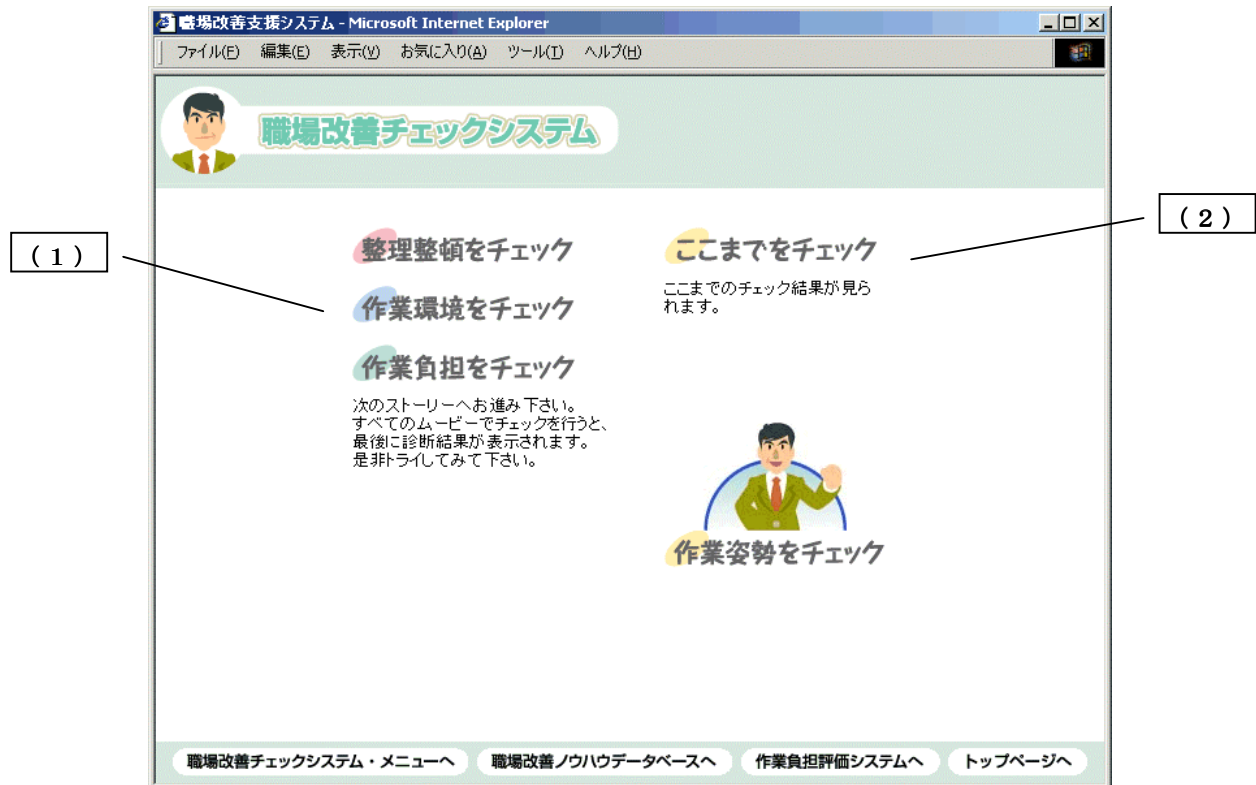 職場改善支援システム - Microsoft Internet Explorer
ファイル(F) 編集(E) 表示(V) お気に入り(A) ツール(T) ヘルプ(H)
職場改善チェックシステム
(1)
(2)
整理整頓をチェック
作業環境をチェック
作業負担をチェック
次のストーリーへお進み下さい。
すべてのムービーでチェックを行うと、
最後に診断結果が表示されます。
是非トライしてみて下さい。
ここまでをチェック
ここまでのチェック結果が見ら
れます。
作業姿勢をチェック
職場改善チェックシステム・メニューへ 職場改善ノウハウデータベースへ 作業負担評価システムへ トップページへ